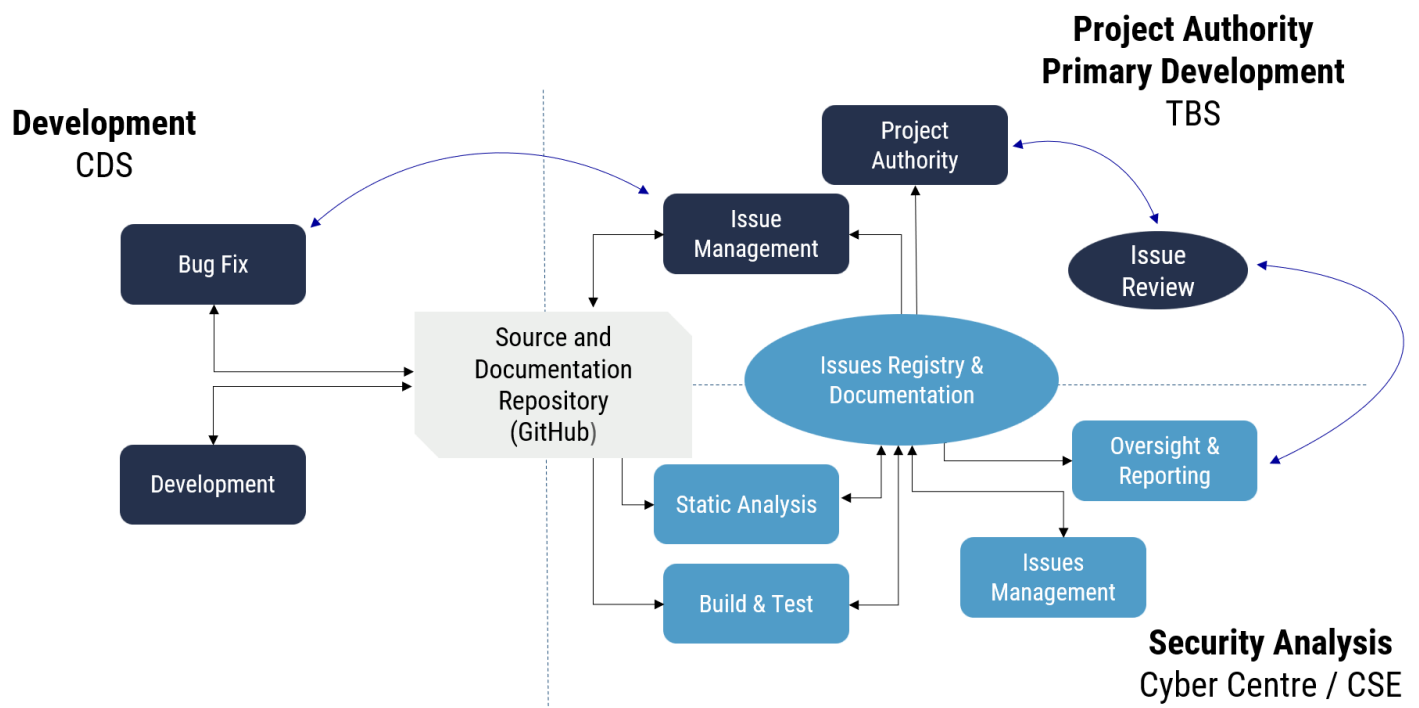 Project Authority
Primary Development
TBS
Development
CDS
Project
Authority
Issue
Management
Issue
Review
Bug Fix
Source and
Documentation
Repository
(GitHub)
Issues Registry &
Documentation
Development
Static Analysis
Oversight &
Reporting
Build & Test
Issues
Management
Security Analysis
Cyber Centre / CSE